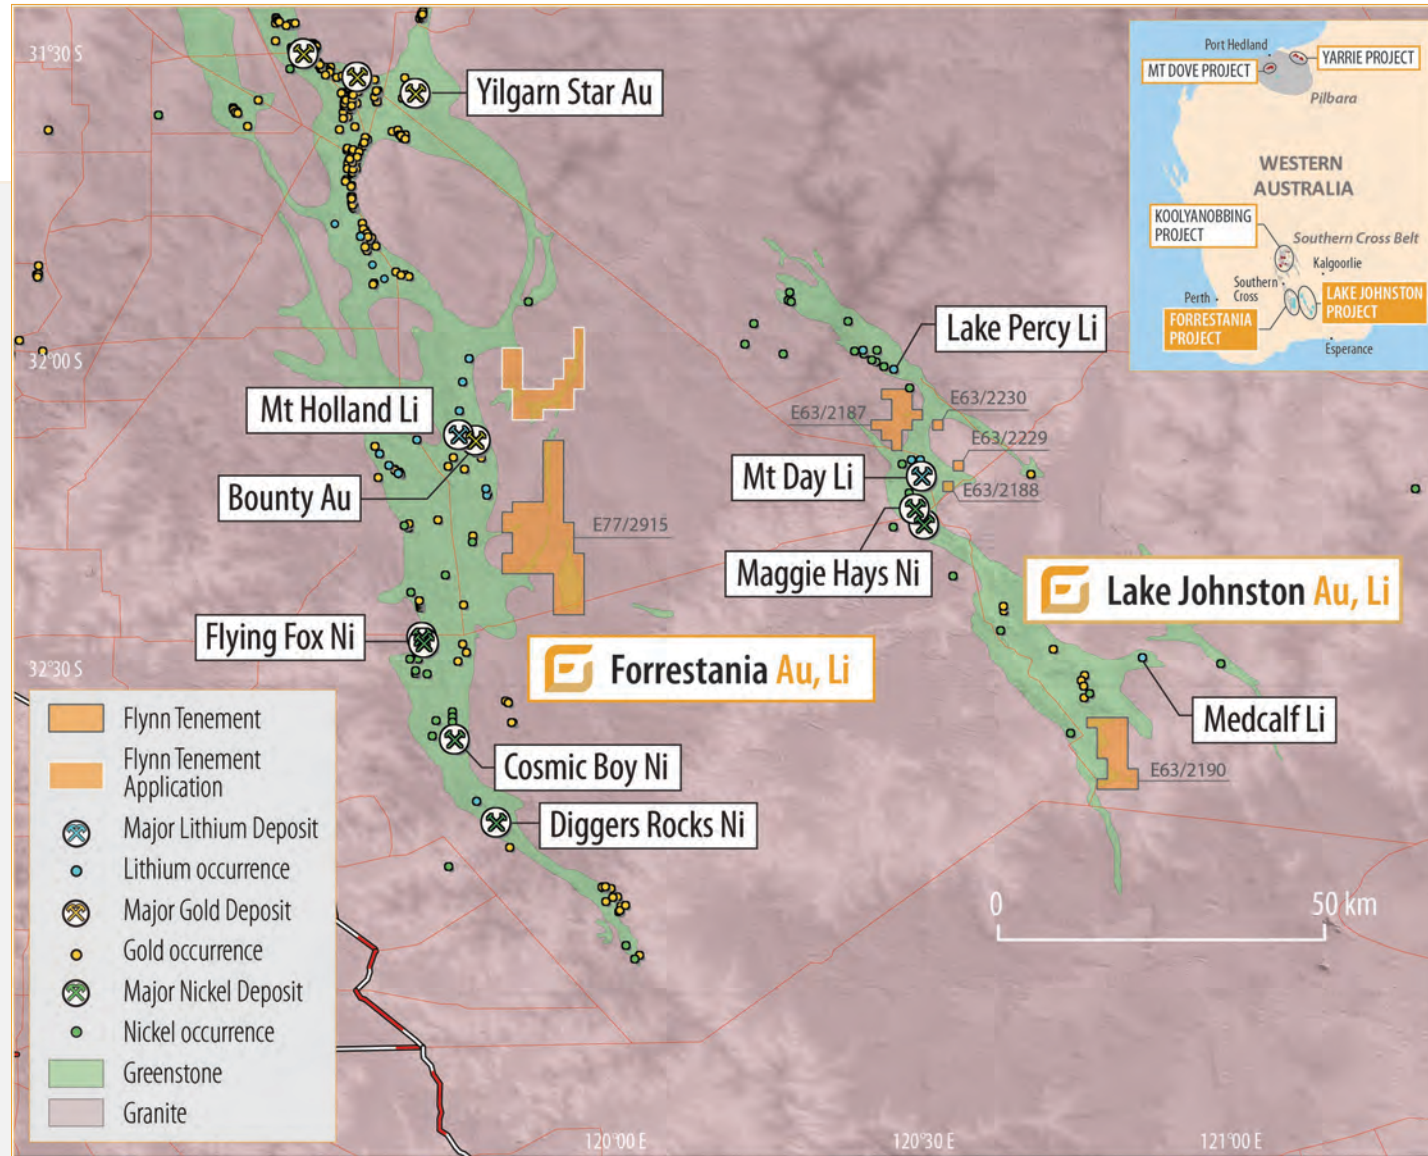 31°30 S
Yilgarn Star Au
Port Hedland
MT DOVE PROJECT
YARRIE PROJECT
Pilbara
WESTERN
AUSTRALIA
KOOLYANOBBING
PROJECT
Southern Cross Belt
Kalgoorlie
Southern
Cross
Perth
LAKE JOHNSTON
PROJECT
FORRESTANIA
PROJECT
Esperance
32°00 S
Lake Percy Li
Mt Holland Li
E63/2187
E63/2230
E63/2229
Mt Day Li
E63/2188
Bounty Au
E77/2915
Maggie Hays Ni
Lake Johnston Au, Li
Flying Fox Ni
32°30 S
Forrestania Au, Li
Medcalf Li
Cosmic Boy Ni
E63/2190
Diggers Rocks Ni
Flynn Tenement
Flynn Tenement
Application
Major Lithium Deposit
Lithium occurrence
Major Gold Deposit
Gold occurrence
Major Nickel Deposit
Nickel occurrence
Greenstone
Granite
0 50 km
120°00 E
120°30 E
121°00 E